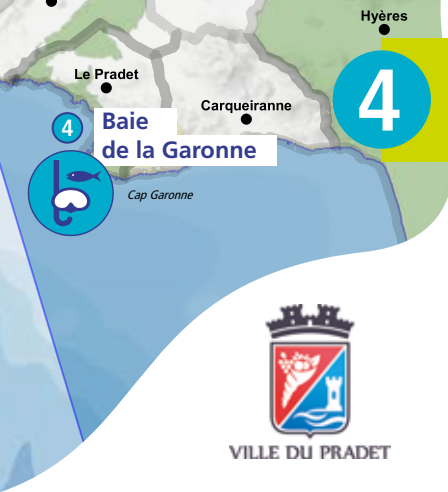 Hyères
4
Le Pradet
Carqueiranne
4
Baie
de la Garonne
Cap Garonne
VILLE DU PRADET